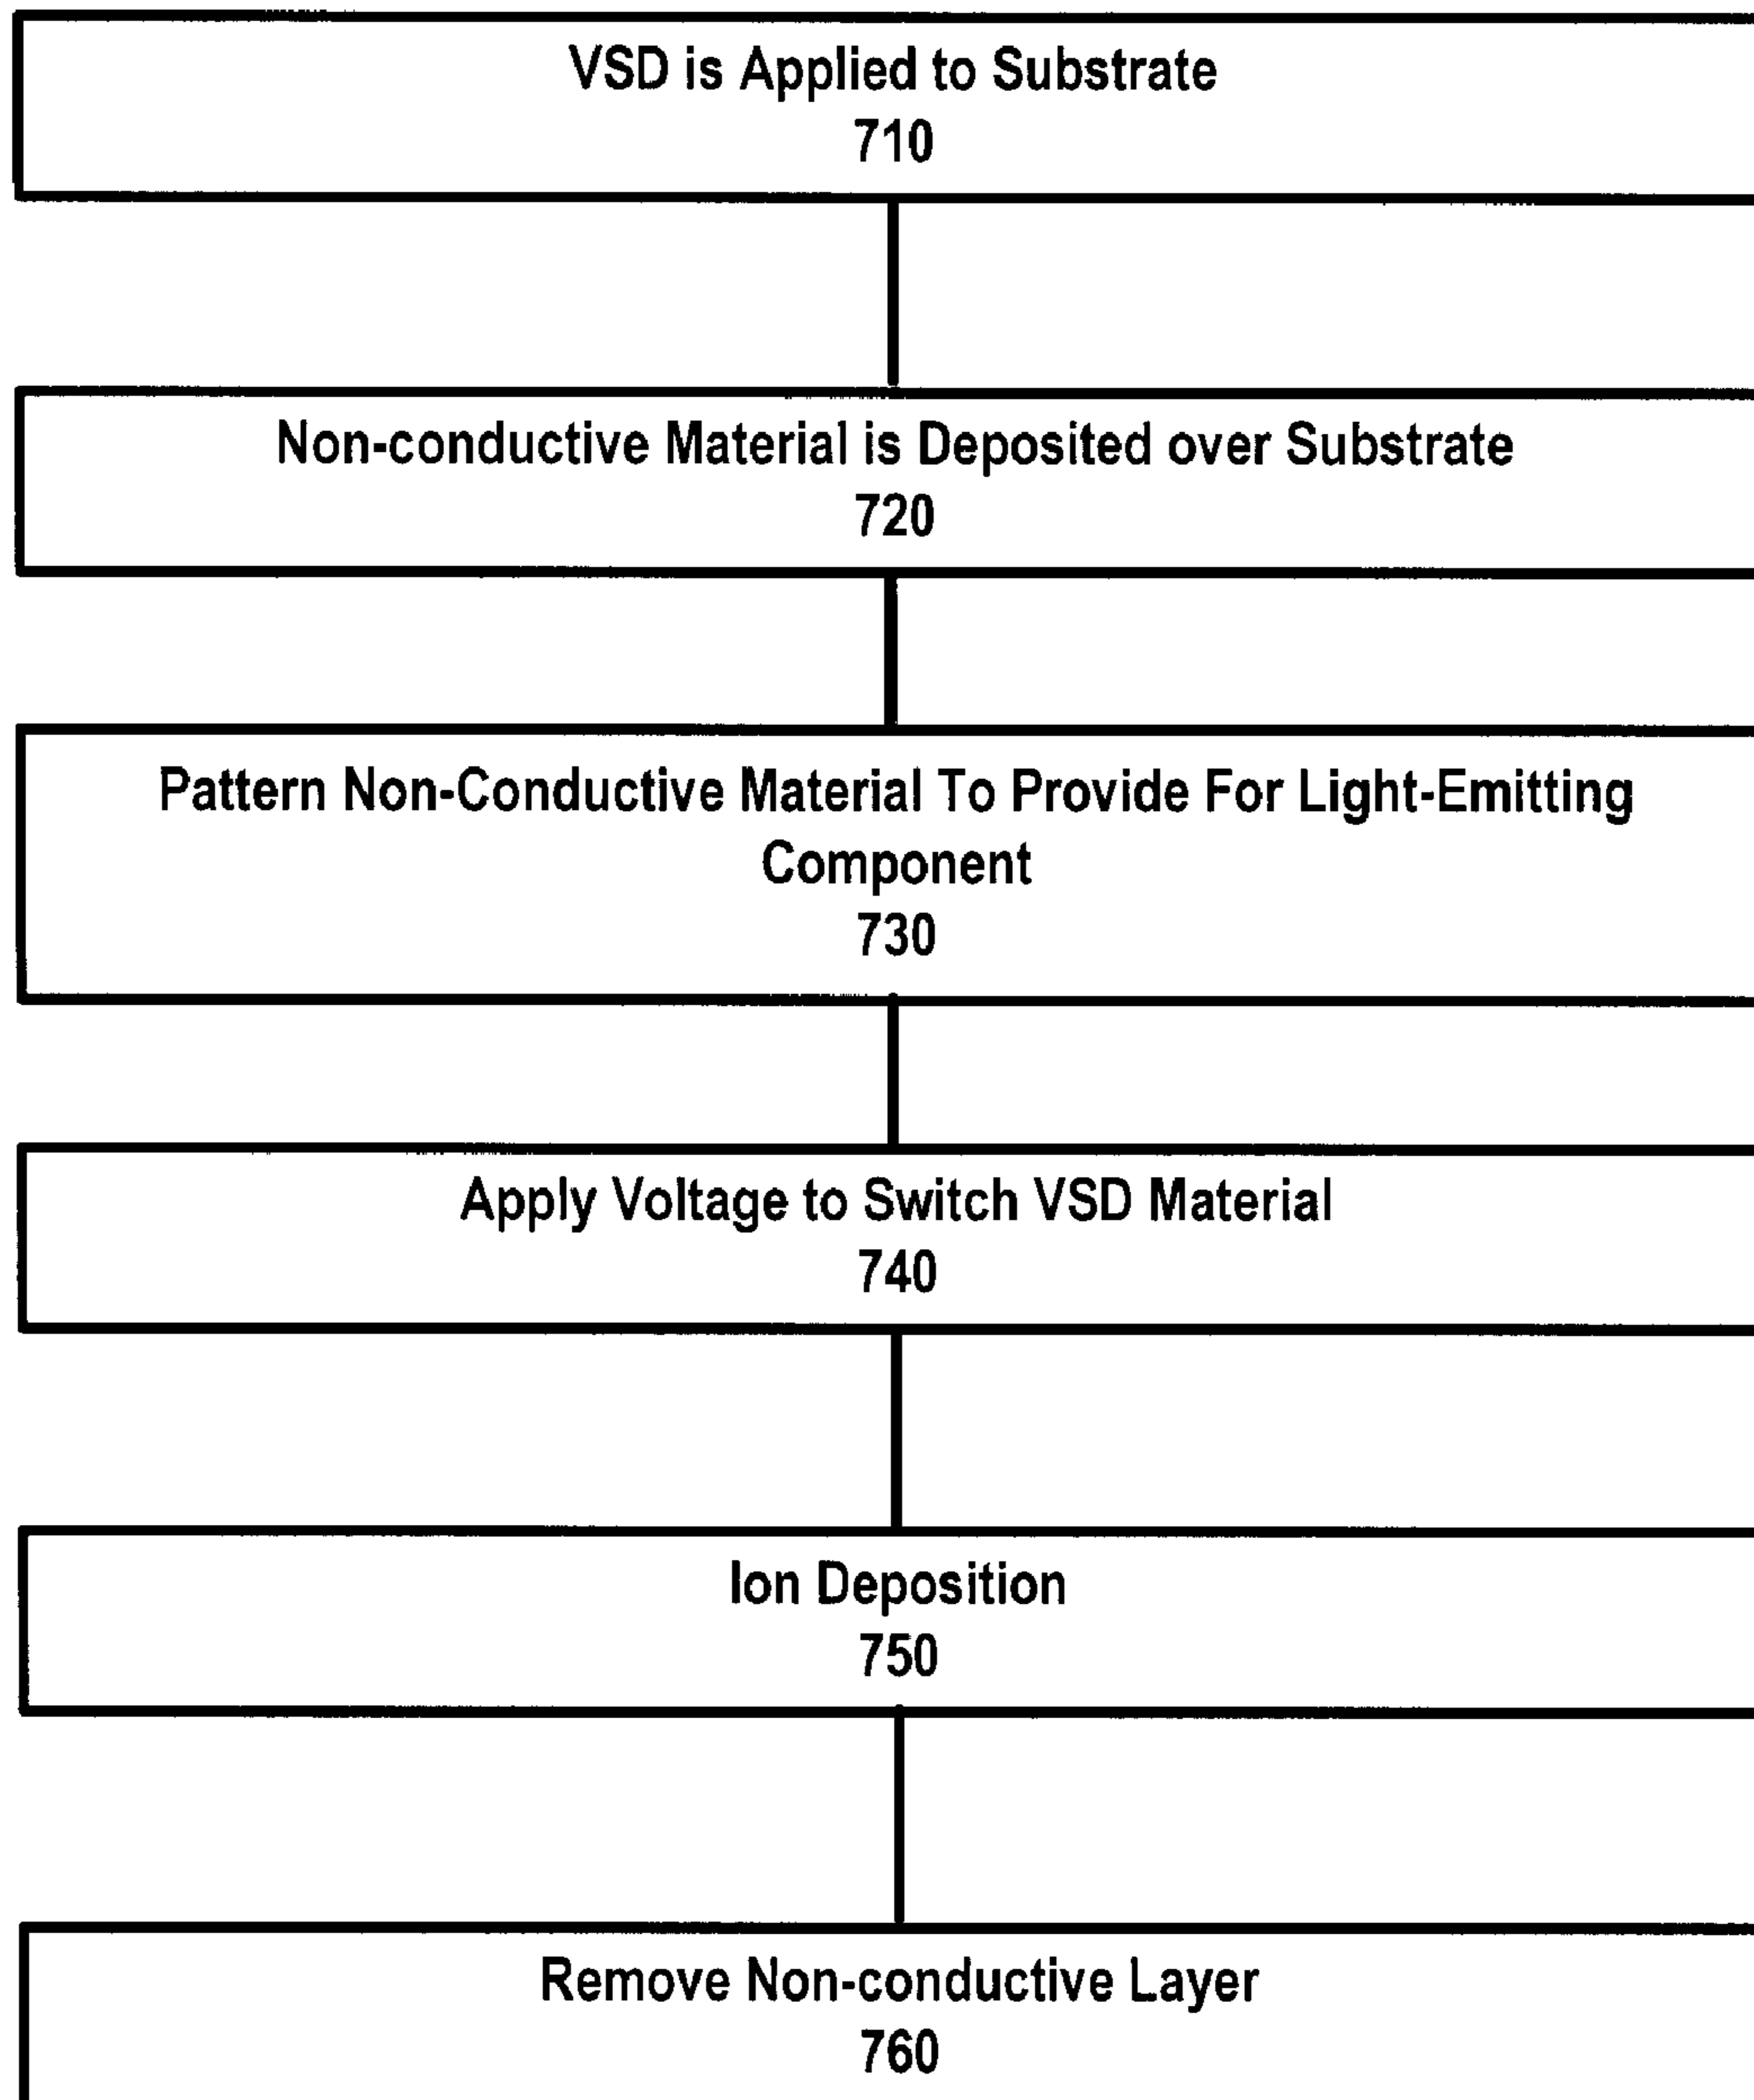 VSD is Applied to Substrate
710
Non-conductive Material is Deposited over Substrate
720
Pattern Non-Conductive Material To Provide For Light-Emitting
Component
730
Apply Voltage to Switch VSD Material
740
Ion Deposition
750
Remove Non-conductive Layer
760